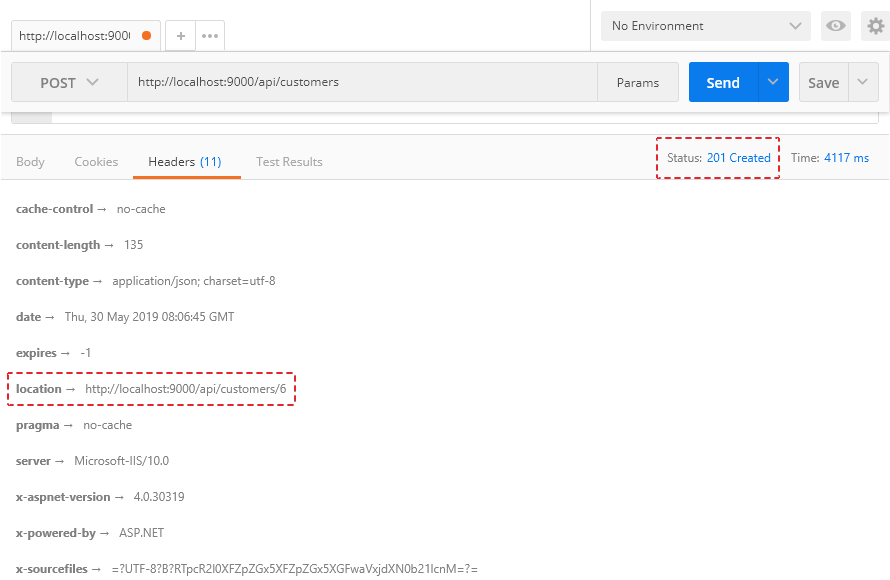 http://localhost:900
No Environment
POST http://localhost:9000/api/customers Params Send Save
Body Cookies Headers (11) Test Results Status: 201 Created Time: 4117 ms
cache-control → no-cache
content-length → 135
content-type → application/json; charset=utf-8
date → Thu, 30 May 2019 08:06:45 GMT
expires → -1
location → http://localhost:9000/api/customers/6
pragma → no-cache
server → Microsoft-IIS/10.0
x-aspnet-version → 4.0.30319
x-powered-by → ASP.NET
x-sourcefiles → =?UTF-8?B?RTpcR2l0XFZpZGx5XFZpZGx5XGFwaVxjdXN0b21lcnM=?=